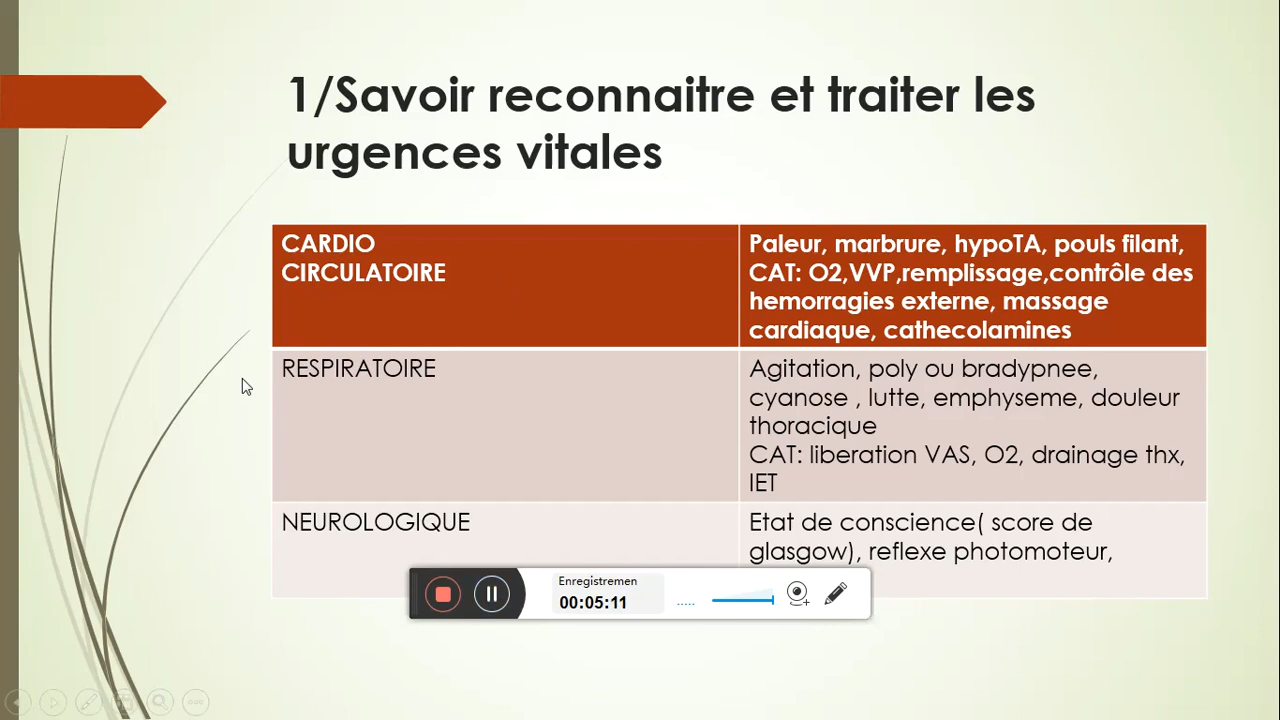 1/Savoir reconnaitre et traiter les
urgences vitales
CARDIO
CIRCULATOIRE
Paleur, marbrure, hypoTA, pouls filant,
CAT: O2,VVP,remplissage,contrôle des
hemorragies externe, massage
cardiaque, cathecolamines
RESPIRATOIRE
Agitation, poly ou bradypnee,
cyanose , lutte, emphyseme, douleur
thoracique
CAT: liberation VAS, O2, drainage thx,
IET
NEUROLOGIQUE
Etat de conscience( score de
glasgow), reflexe photomoteur,
Enregistremen
00:05:11